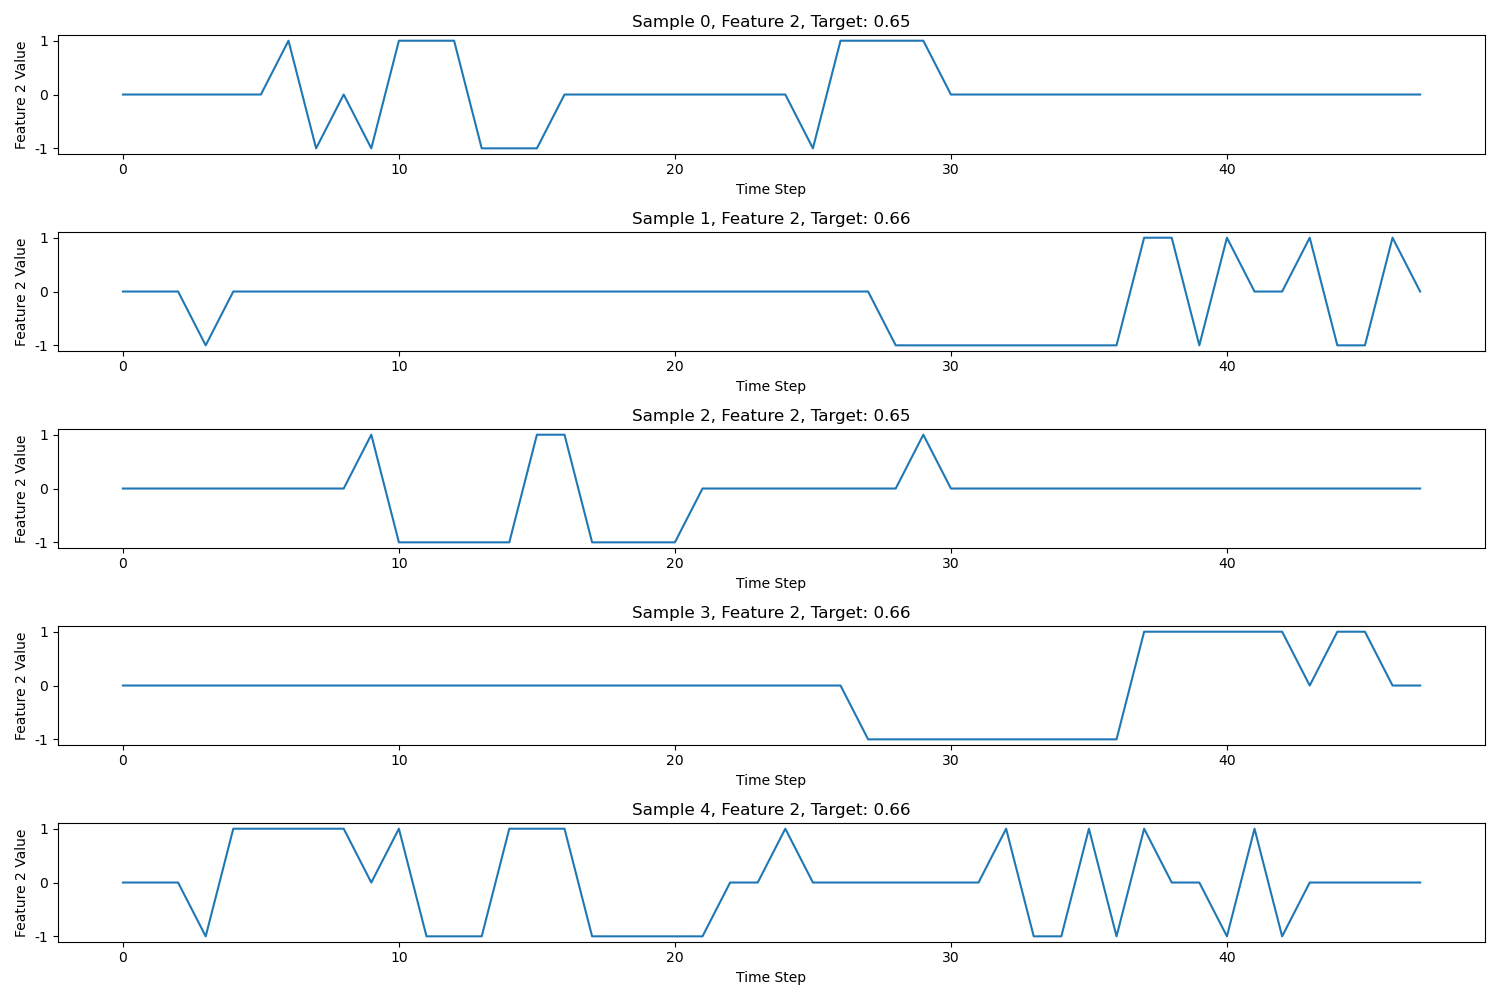 Sample 0, Feature 2, Target: 0.65
Feature 2 Value
1
0
-1
0 10 20 30 40
Time Step
Sample 1, Feature 2, Target: 0.66
Feature 2 Value
1
0
-1
0 10 20 30 40
Time Step
Sample 2, Feature 2, Target: 0.65
Feature 2 Value
1
0
-1
0 10 20 30 40
Time Step
Sample 3, Feature 2, Target: 0.66
Feature 2 Value
1
0
-1
0 10 20 30 40
Time Step
Sample 4, Feature 2, Target: 0.66
Feature 2 Value
1
0
-1
0 10 20 30 40
Time Step